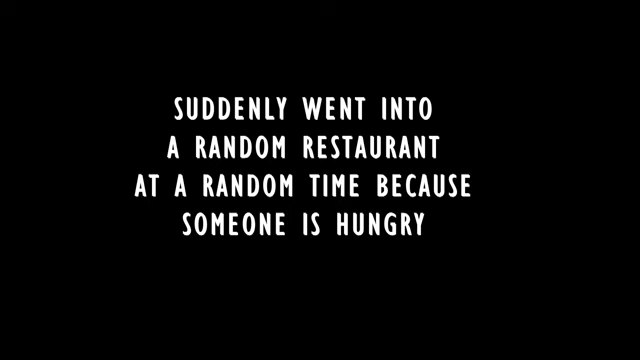 SUDDENLY WENT INTO
A RANDOM RESTAURANT
AT A RANDOM TIME BECAUSE
SOMEONE IS HUNGRY